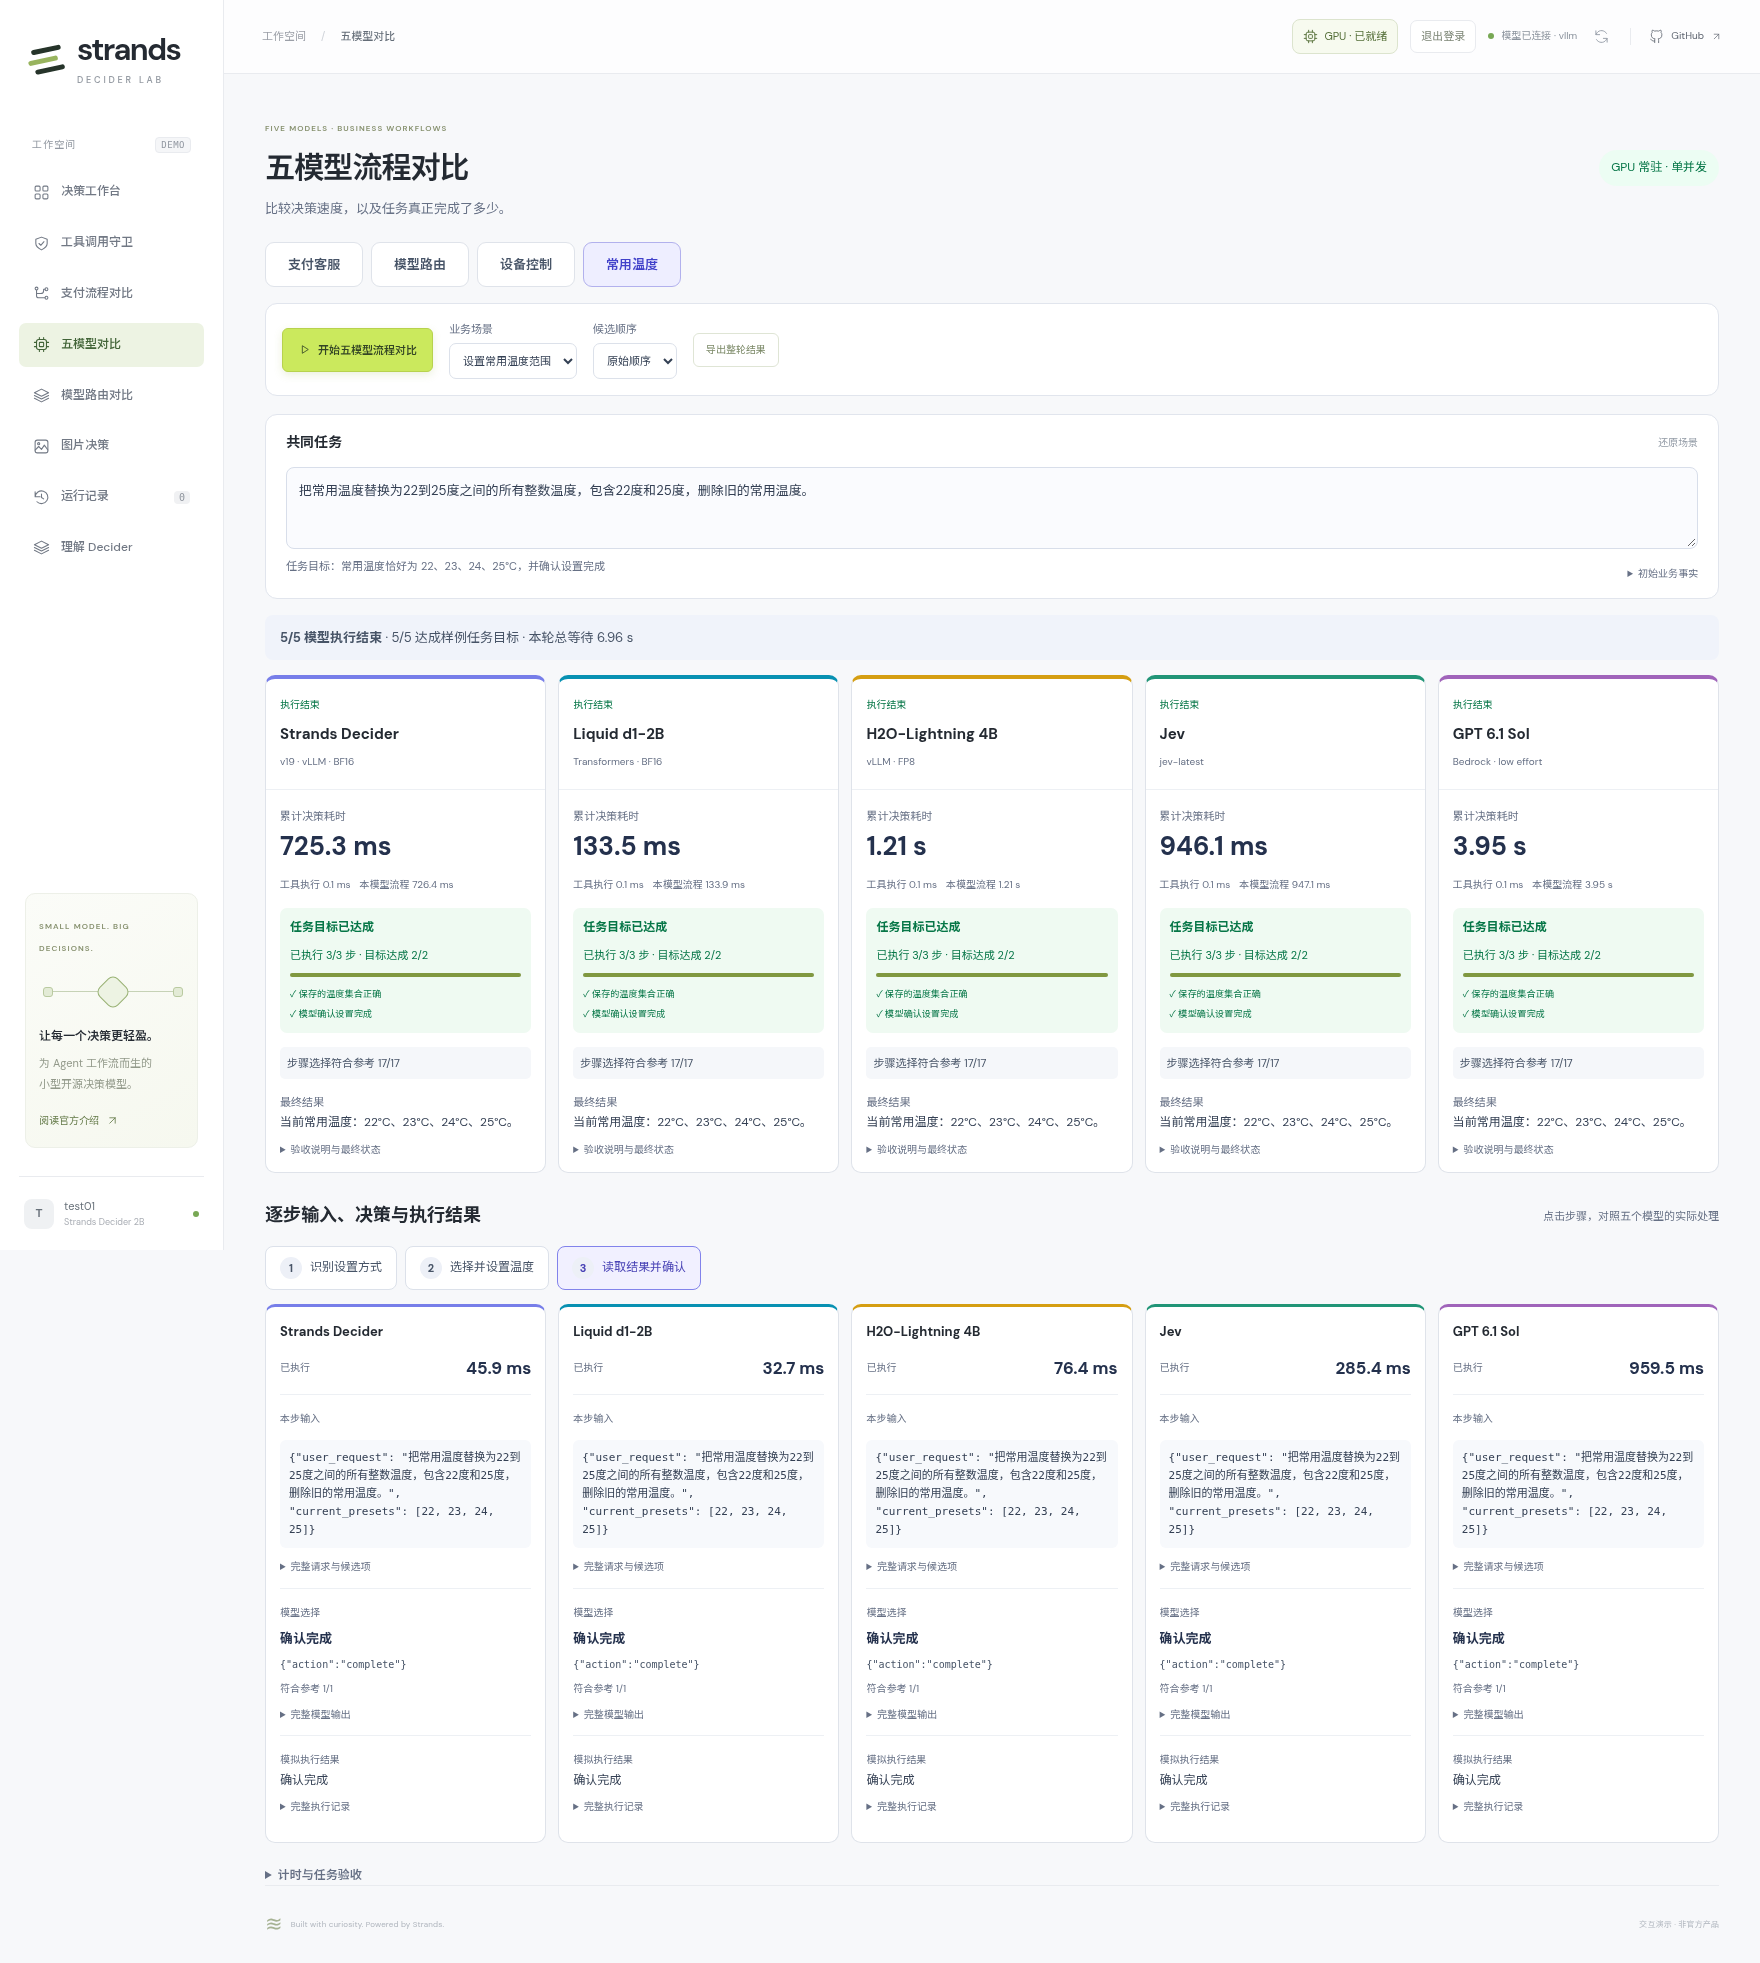 strands
DECIDER LAB
工作空间
DEMO
决策工作台
工具调用守卫
支付流程对比
五模型对比
模型路由对比
图片决策
运行记录
0
理解 Decider
SMALL MODEL. BIG
DECISIONS.
让每一个决策更轻盈。
为 Agent 工作流而生的
小型开源决策模型。
阅读官方介绍
T
test01
Strands Decider 2B
工作空间 / 五模型对比
GPU · 已就绪
退出登录
模型已连接 · vllm
GitHub
FIVE MODELS · BUSINESS WORKFLOWS
五模型流程对比
比较决策速度，以及任务真正完成了多少。
GPU 常驻 · 单并发
支付客服
模型路由
设备控制
常用温度
开始五模型流程对比
业务场景
设置常用温度范围
候选顺序
原始顺序
导出整轮结果
共同任务
还原场景
把常用温度替换为22到25度之间的所有整数温度，包含22度和25度，删除旧的常用温度。
任务目标：常用温度恰好为 22、23、24、25°C，并确认设置完成
初始业务事实
5/5 模型执行结束 · 5/5 达成样例任务目标 · 本轮总等待 6.96 s
执行结束
Strands Decider
v19 · vLLM · BF16
累计决策耗时
725.3 ms
工具执行 0.1 ms 本模型流程 726.4 ms
任务目标已达成
已执行 3/3 步 · 目标达成 2/2
✓ 保存的温度集合正确
✓ 模型确认设置完成
步骤选择符合参考 17/17
最终结果
当前常用温度：22°C、23°C、24°C、25°C。
验收说明与最终状态
执行结束
Liquid d1-2B
Transformers · BF16
累计决策耗时
133.5 ms
工具执行 0.1 ms 本模型流程 133.9 ms
任务目标已达成
已执行 3/3 步 · 目标达成 2/2
✓ 保存的温度集合正确
✓ 模型确认设置完成
步骤选择符合参考 17/17
最终结果
当前常用温度：22°C、23°C、24°C、25°C。
验收说明与最终状态
执行结束
H2O-Lightning 4B
vLLM · FP8
累计决策耗时
1.21 s
工具执行 0.1 ms 本模型流程 1.21 s
任务目标已达成
已执行 3/3 步 · 目标达成 2/2
✓ 保存的温度集合正确
✓ 模型确认设置完成
步骤选择符合参考 17/17
最终结果
当前常用温度：22°C、23°C、24°C、25°C。
验收说明与最终状态
执行结束
Jev
jev-latest
累计决策耗时
946.1 ms
工具执行 0.1 ms 本模型流程 947.1 ms
任务目标已达成
已执行 3/3 步 · 目标达成 2/2
✓ 保存的温度集合正确
✓ 模型确认设置完成
步骤选择符合参考 17/17
最终结果
当前常用温度：22°C、23°C、24°C、25°C。
验收说明与最终状态
执行结束
GPT 6.1 Sol
Bedrock · low effort
累计决策耗时
3.95 s
工具执行 0.1 ms 本模型流程 3.95 s
任务目标已达成
已执行 3/3 步 · 目标达成 2/2
✓ 保存的温度集合正确
✓ 模型确认设置完成
步骤选择符合参考 17/17
最终结果
当前常用温度：22°C、23°C、24°C、25°C。
验收说明与最终状态
逐步输入、决策与执行结果
点击步骤，对照五个模型的实际处理
1 识别设置方式
2 选择并设置温度
3 读取结果并确认
Strands Decider
已执行 45.9 ms
本步输入
{"user_request": "把常用温度替换为22到
25度之间的所有整数温度，包含22度和25度，
删除旧的常用温度。",
"current_presets": [22, 23, 24,
25]}
完整请求与候选项
模型选择
确认完成
{"action":"complete"}
符合参考 1/1
完整模型输出
模拟执行结果
确认完成
完整执行记录
Liquid d1-2B
已执行 32.7 ms
本步输入
{"user_request": "把常用温度替换为22到
25度之间的所有整数温度，包含22度和25度，
删除旧的常用温度。",
"current_presets": [22, 23, 24,
25]}
完整请求与候选项
模型选择
确认完成
{"action":"complete"}
符合参考 1/1
完整模型输出
模拟执行结果
确认完成
完整执行记录
H2O-Lightning 4B
已执行 76.4 ms
本步输入
{"user_request": "把常用温度替换为22到
25度之间的所有整数温度，包含22度和25度，
删除旧的常用温度。",
"current_presets": [22, 23, 24,
25]}
完整请求与候选项
模型选择
确认完成
{"action":"complete"}
符合参考 1/1
完整模型输出
模拟执行结果
确认完成
完整执行记录
Jev
已执行 285.4 ms
本步输入
{"user_request": "把常用温度替换为22到
25度之间的所有整数温度，包含22度和25度，
删除旧的常用温度。",
"current_presets": [22, 23, 24,
25]}
完整请求与候选项
模型选择
确认完成
{"action":"complete"}
符合参考 1/1
完整模型输出
模拟执行结果
确认完成
完整执行记录
GPT 6.1 Sol
已执行 959.5 ms
本步输入
{"user_request": "把常用温度替换为22到
25度之间的所有整数温度，包含22度和25度，
删除旧的常用温度。",
"current_presets": [22, 23, 24,
25]}
完整请求与候选项
模型选择
确认完成
{"action":"complete"}
符合参考 1/1
完整模型输出
模拟执行结果
确认完成
完整执行记录
计时与任务验收
Built with curiosity. Powered by Strands.
交互演示 · 非官方产品